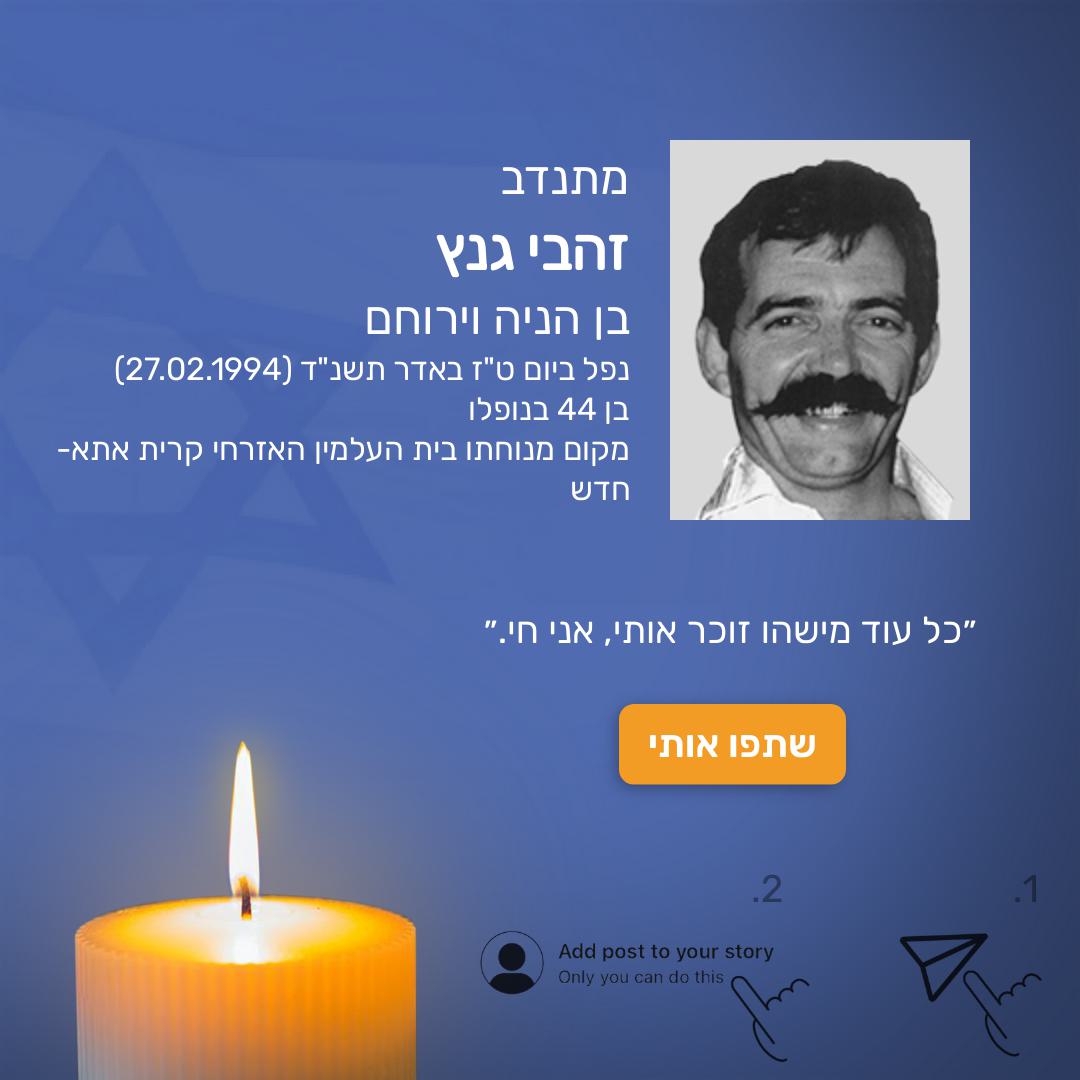 מתנדב
זהבי גנץ
בן הניה וירוחם
נפל ביום ט"ז באדר תשנ"ד (27.02.1994)
בן 44 בנופלו
מקום מנוחתו בית העלמין האזרחי קרית אתא-
חדש
״כל עוד מישהו זוכר אותי, אני חי.״
שתפו אותי
.1
.2
Add post to your story
Only you can do this